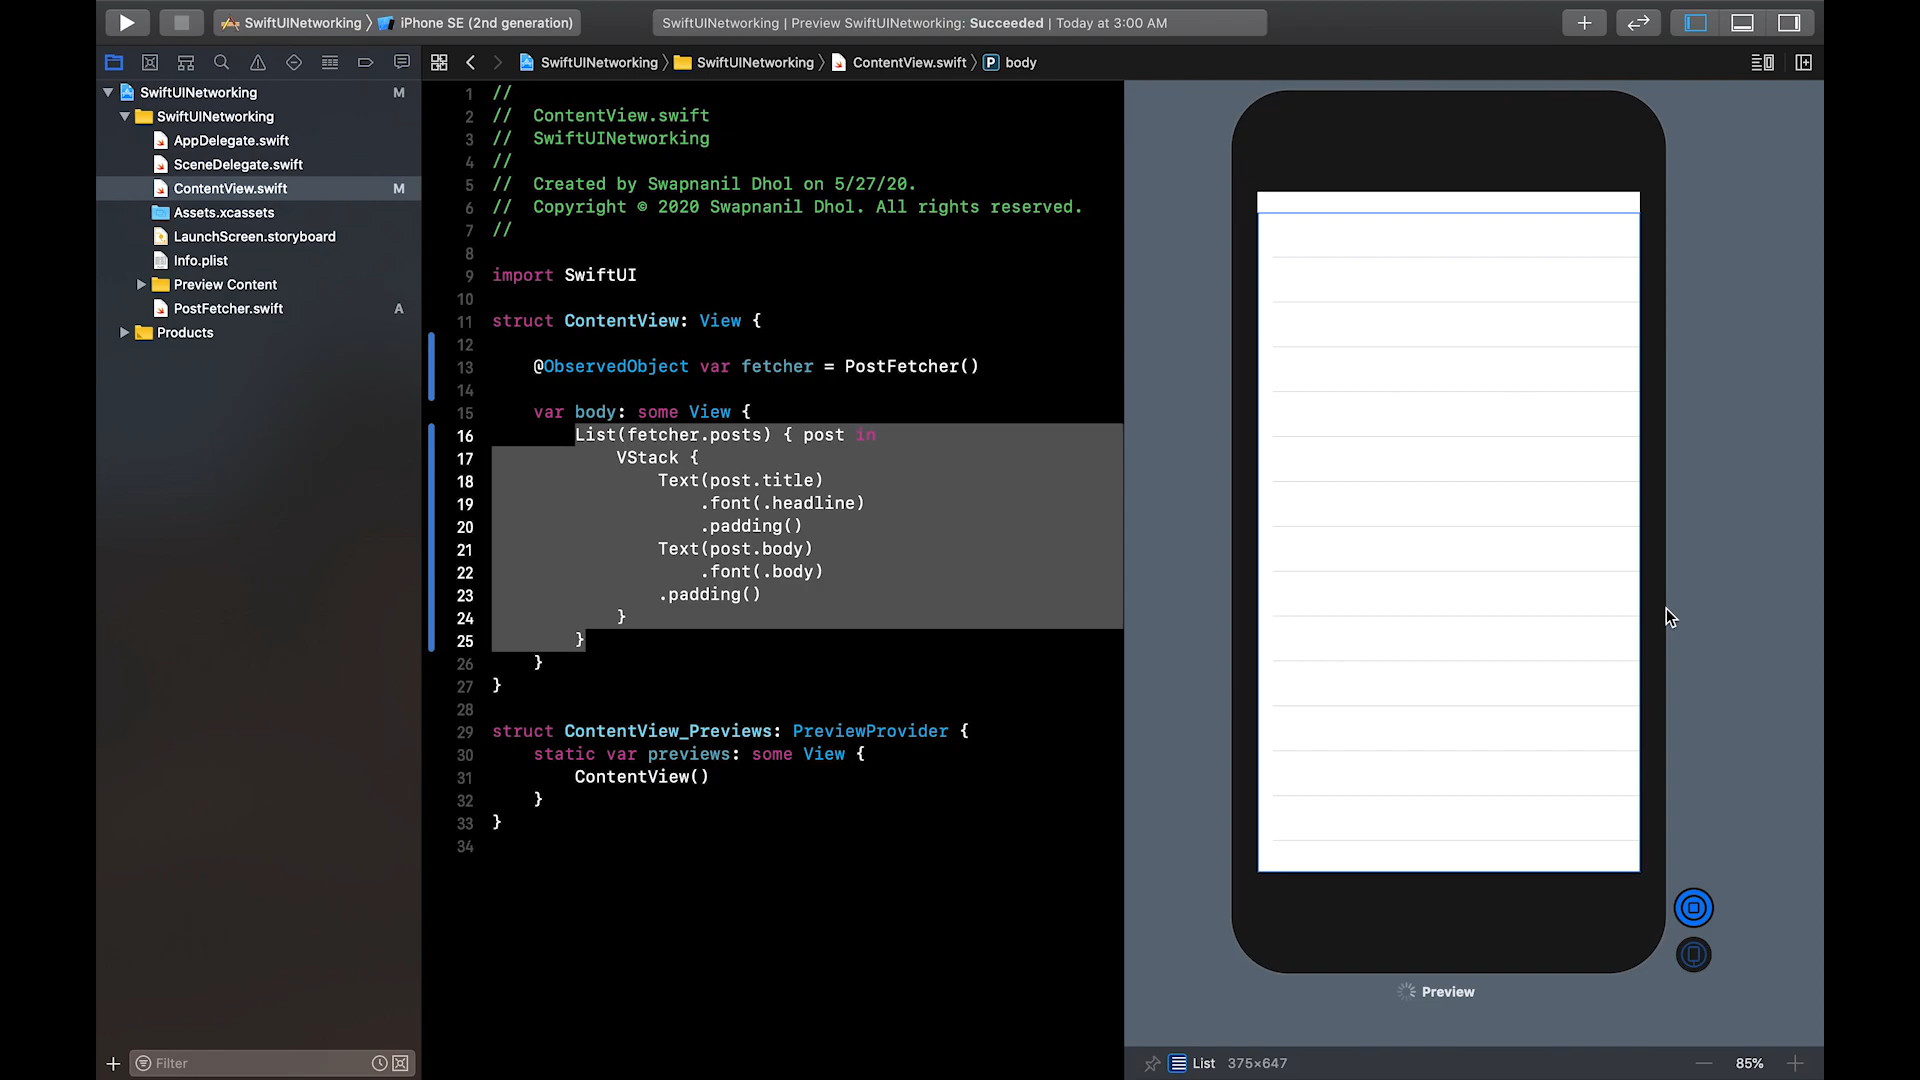 SwiftUINetworking 〉 iPhone SE (2nd generation)
SwiftUINetworking | Preview SwiftUINetworking: Succeeded | Today at 3:00 AM
SwiftUINetworking 〉 SwiftUINetworking 〉 ContentView.swift 〉 P body
SwiftUINetworking M
SwiftUINetworking
AppDelegate.swift
SceneDelegate.swift
ContentView.swift M
Assets.xcassets
LaunchScreen.storyboard
Info.plist
Preview Content
PostFetcher.swift A
Products
Filter
1 //
2 //  ContentView.swift
3 //  SwiftUINetworking
4 //
5 //  Created by Swapnanil Dhol on 5/27/20.
6 //  Copyright © 2020 Swapnanil Dhol. All rights reserved.
7 //
8
9 import SwiftUI
10
11 struct ContentView: View {
12
13     @ObservedObject var fetcher = PostFetcher()
14
15     var body: some View {
16         List(fetcher.posts) { post in
17             VStack {
18                 Text(post.title)
19                     .font(.headline)
20                     .padding()
21                 Text(post.body)
22                     .font(.body)
23                 .padding()
24             }
25         }
26     }
27 }
28
29 struct ContentView_Previews: PreviewProvider {
30     static var previews: some View {
31         ContentView()
32     }
33 }
34
Preview
List 375×647
85%